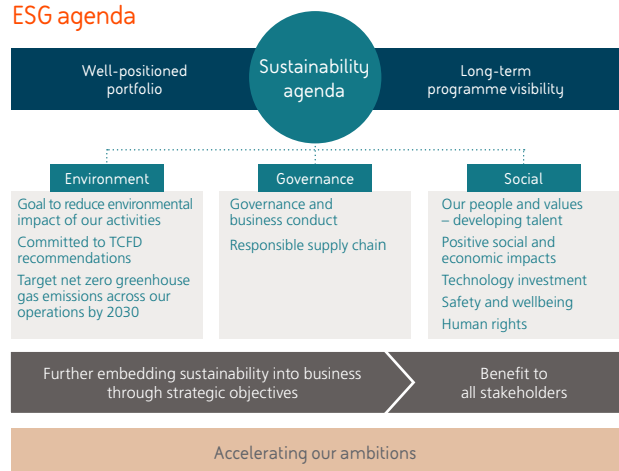 ESG agenda
Well-positioned
portfolio
Sustainability
agenda
Long-term
programme visibility
Environment
Goal to reduce environmental
impact of our activities
Committed to TCFD
recommendations
Target net zero greenhouse
gas emissions across our
operations by 2030
Governance
Governance and
business conduct
Responsible supply chain
Social
Our people and values
– developing talent
Positive social and
economic impacts
Technology investment
Safety and wellbeing
Human rights
Further embedding sustainability into business
through strategic objectives
Benefit to
all stakeholders
Accelerating our ambitions